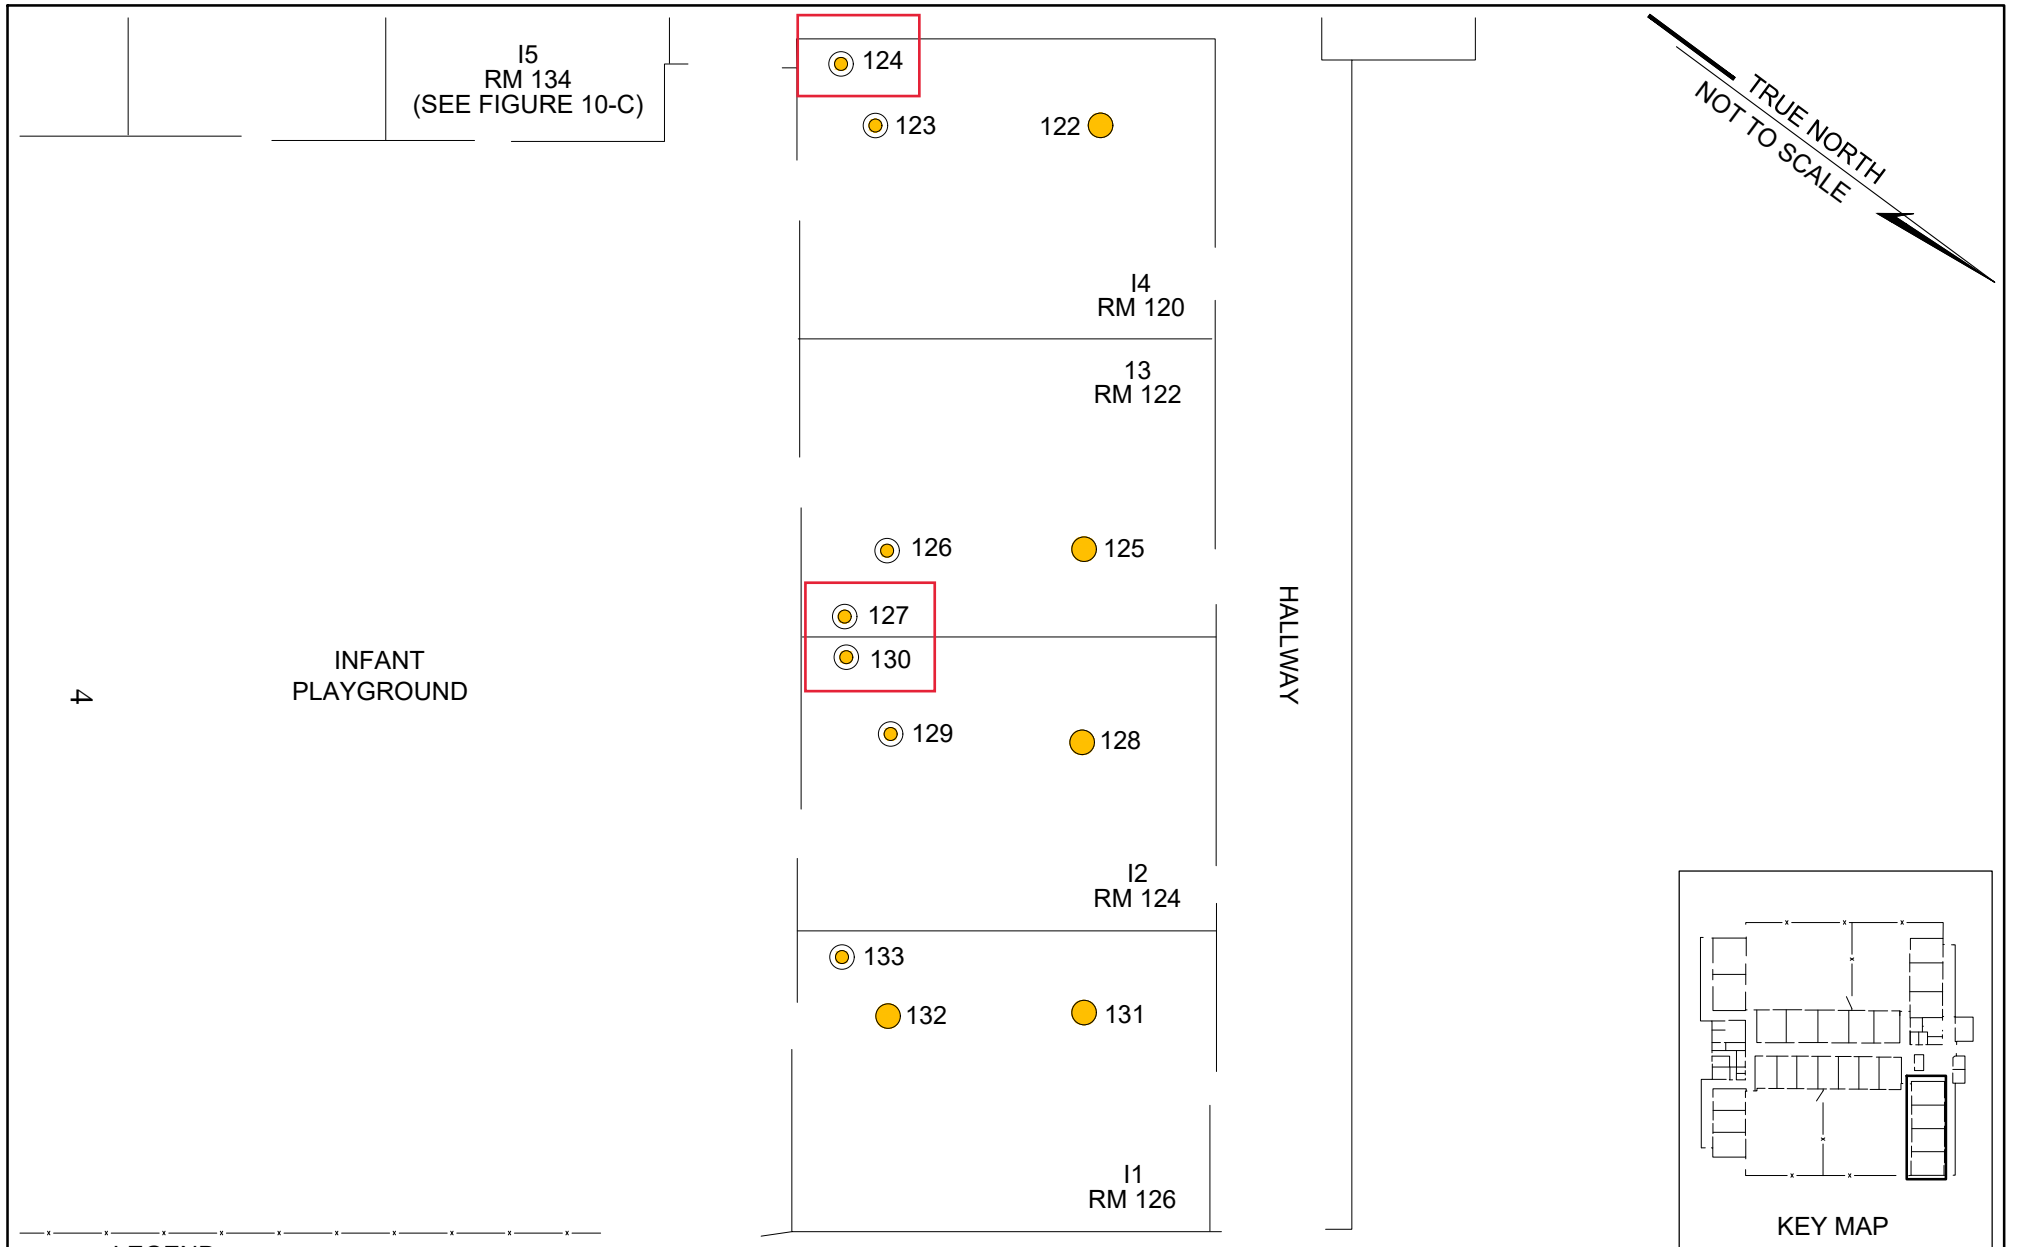 I5
RM 134
(SEE FIGURE 10-C)
124
123
122
TRUE NORTH
NOT TO SCALE
I4
RM 120
13
RM 122
126
125
127
130
HALLWAY
INFANT
PLAYGROUND
4
129
128
I2
RM 124
133
132
131
I1
RM 126
KEY MAP
LEGEND